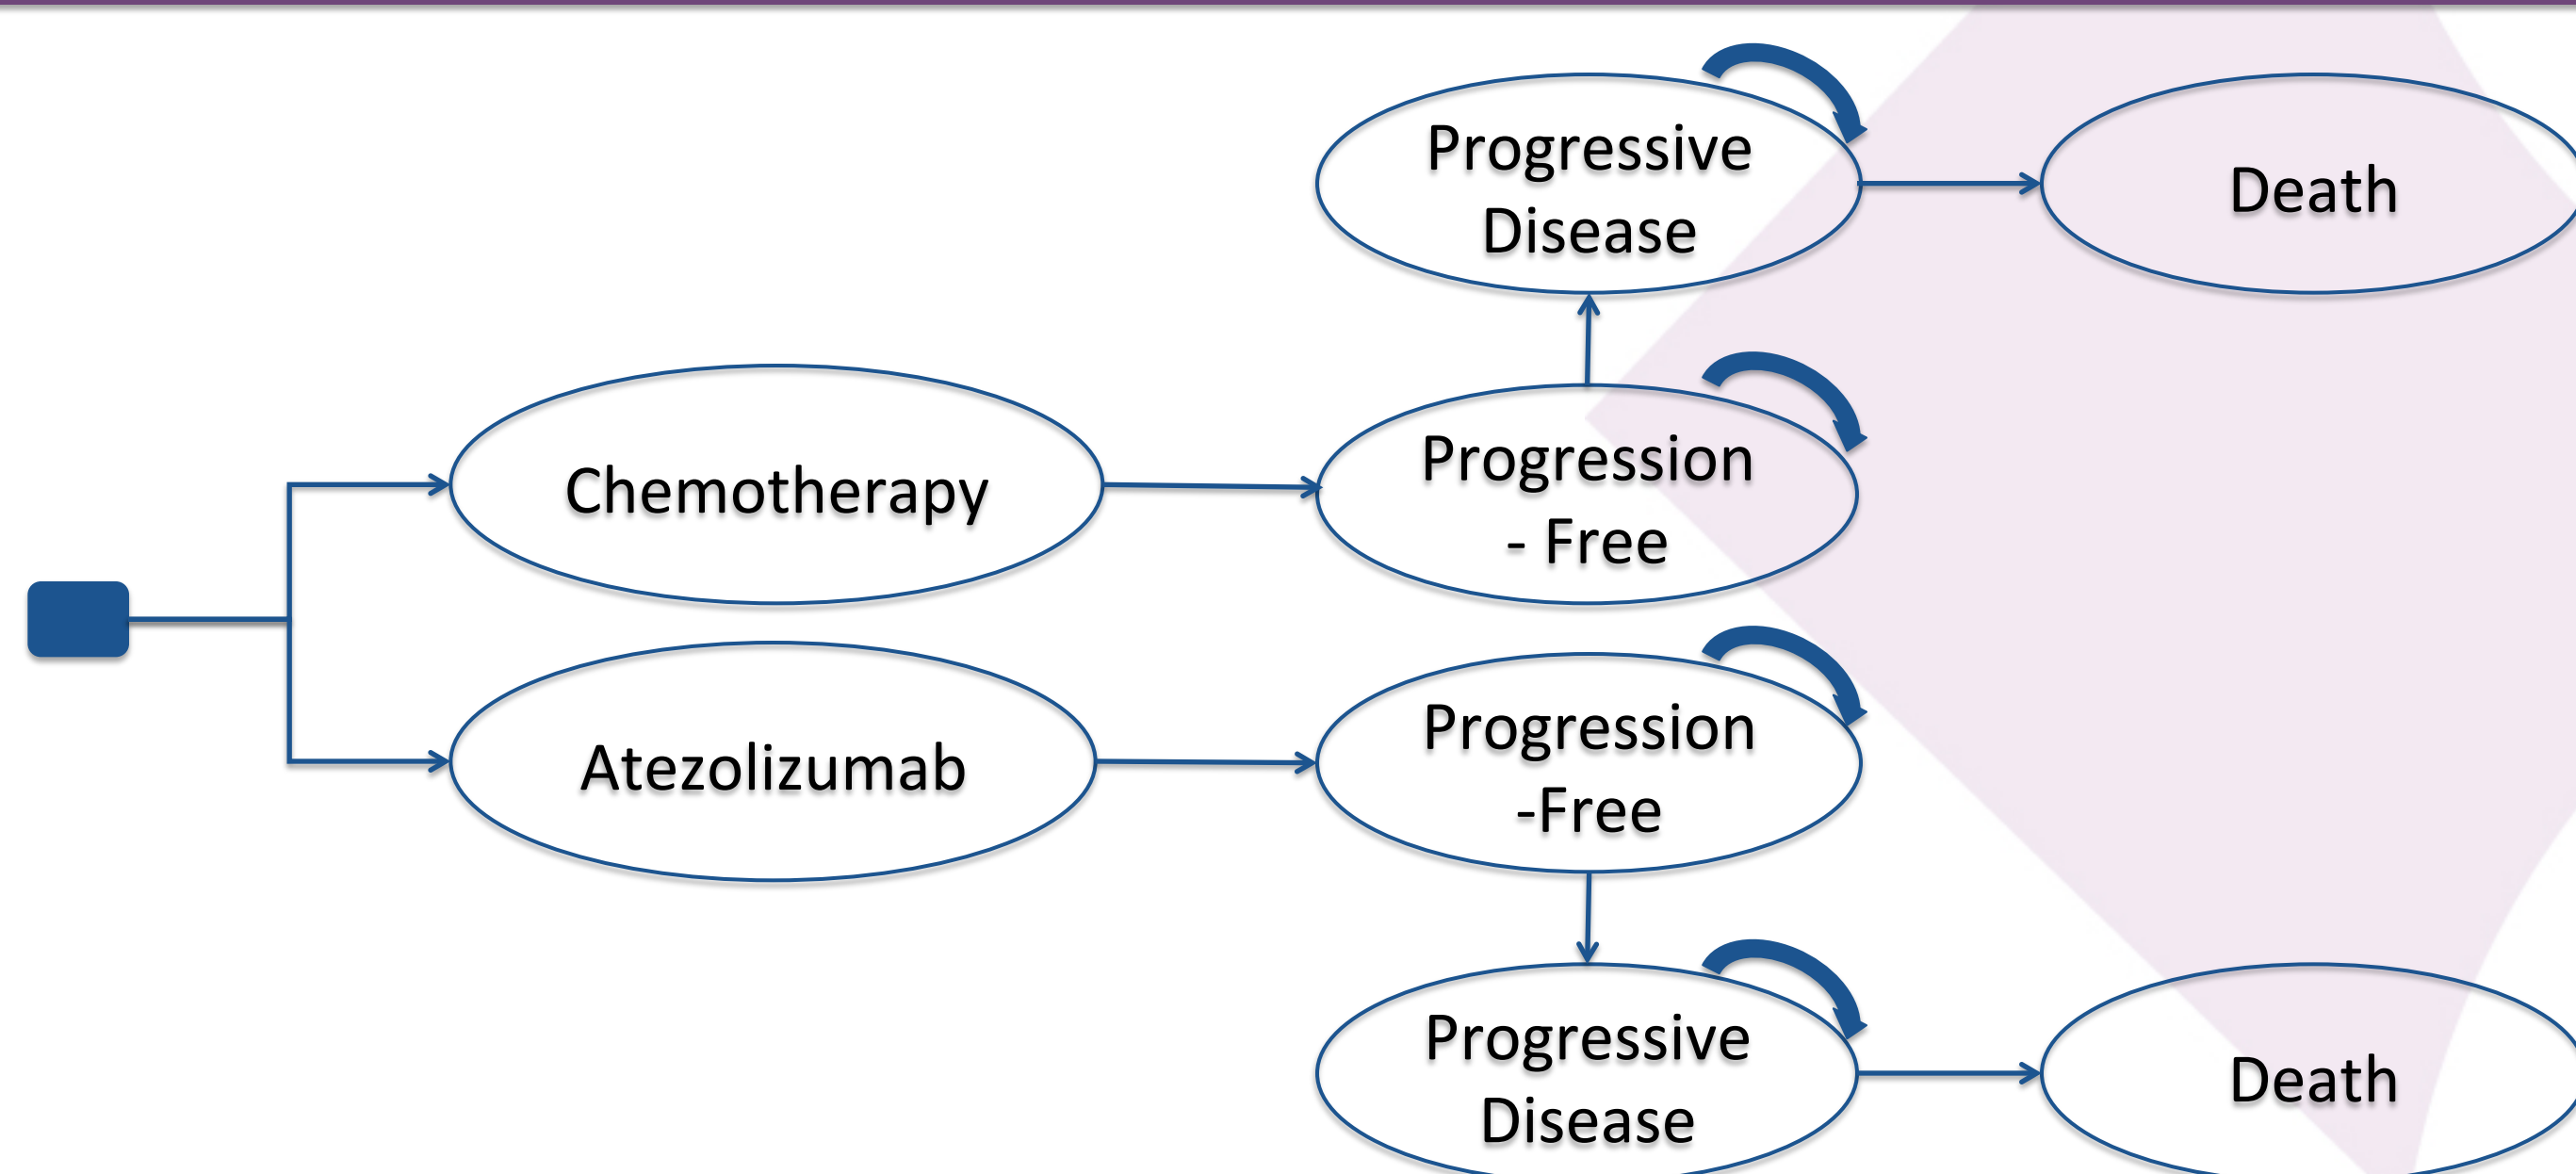 Progressive
Disease
Death
Chemotherapy
Progression
- Free
Atezolizumab
Progression
-Free
Progressive
Disease
Death